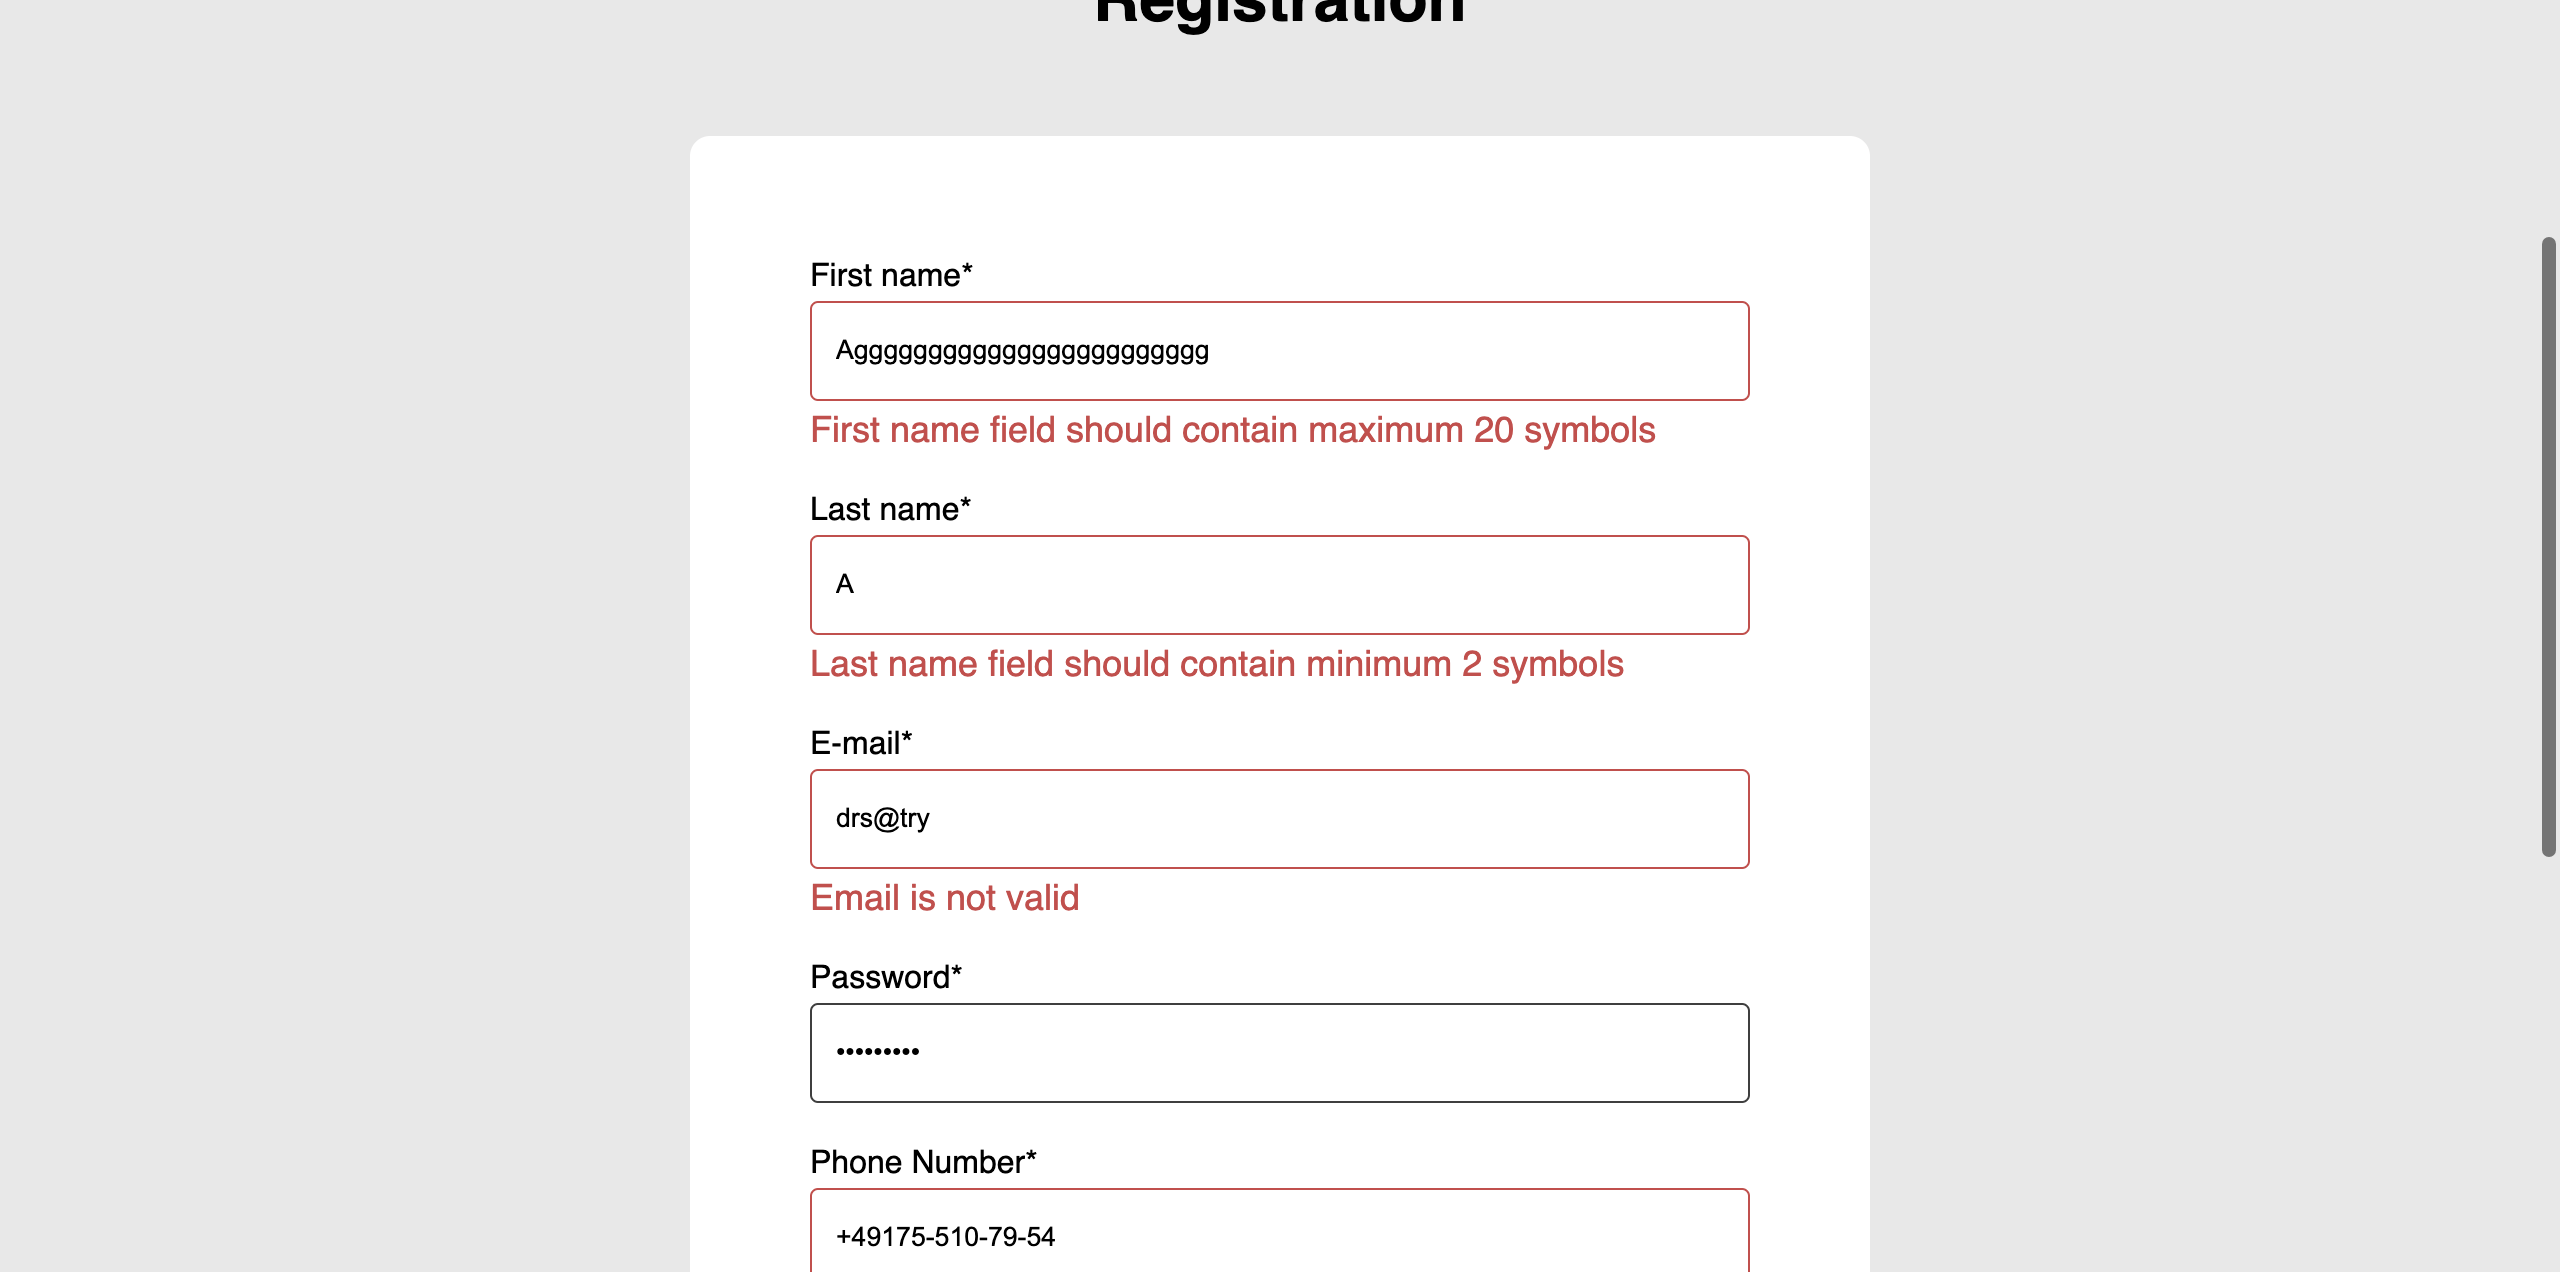 Registration
First name*
Agggggggggggggggggggggggg
First name field should contain maximum 20 symbols
Last name*
A
Last name field should contain minimum 2 symbols
E-mail*
drs@try
Email is not valid
Password*
•••••••••
Phone Number*
+49175-510-79-54